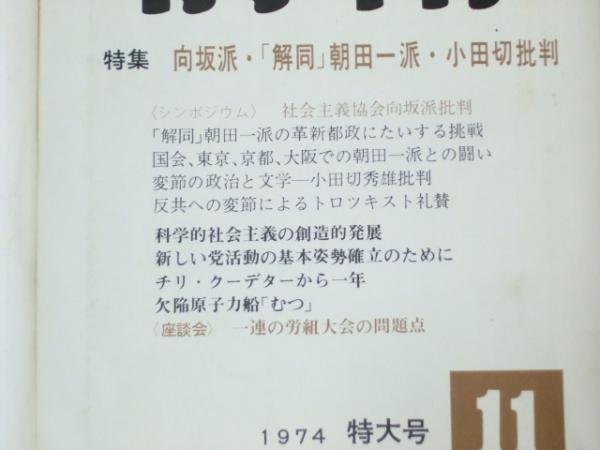 特集 向坂派・「解同」朝田一派・小田切批判
〈シンポジウム〉 社会主義協会向坂派批判
「解同」朝田一派の革新都政にたいする挑戦
国会、東京、京都、大阪での朝田一派との闘い
変節の政治と文学―小田切秀雄批判
反共への変節によるトロツキスト礼賛
科学的社会主義の創造的発展
新しい党活動の基本姿勢確立のために
チリ・クーデターから一年
欠陥原子力船「むつ」
〈座談会〉 一連の労組大会の問題点
1974 特大号 11